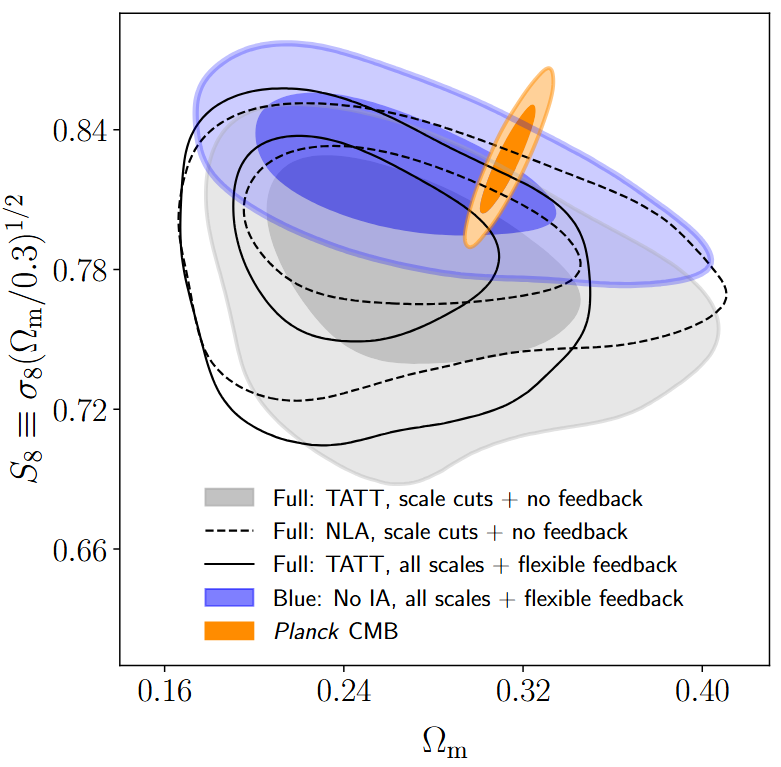 0.84
0.78
0.72
0.66
S₈ ≡ σ₈(Ωₘ/0.3)^{1/2}
Full: TATT, scale cuts + no feedback
Full: NLA, scale cuts + no feedback
Full: TATT, all scales + flexible feedback
Blue: No IA, all scales + flexible feedback
Planck CMB
0.16 0.24 0.32 0.40
Ωₘ